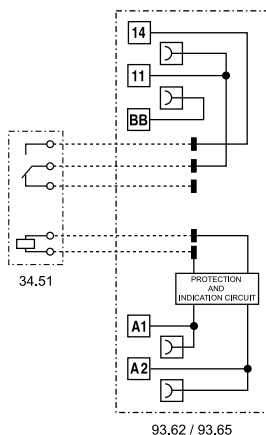 14
11
BB
34.51
PROTECTION
AND
INDICATION CIRCUIT
A1
A2
93.62 / 93.65